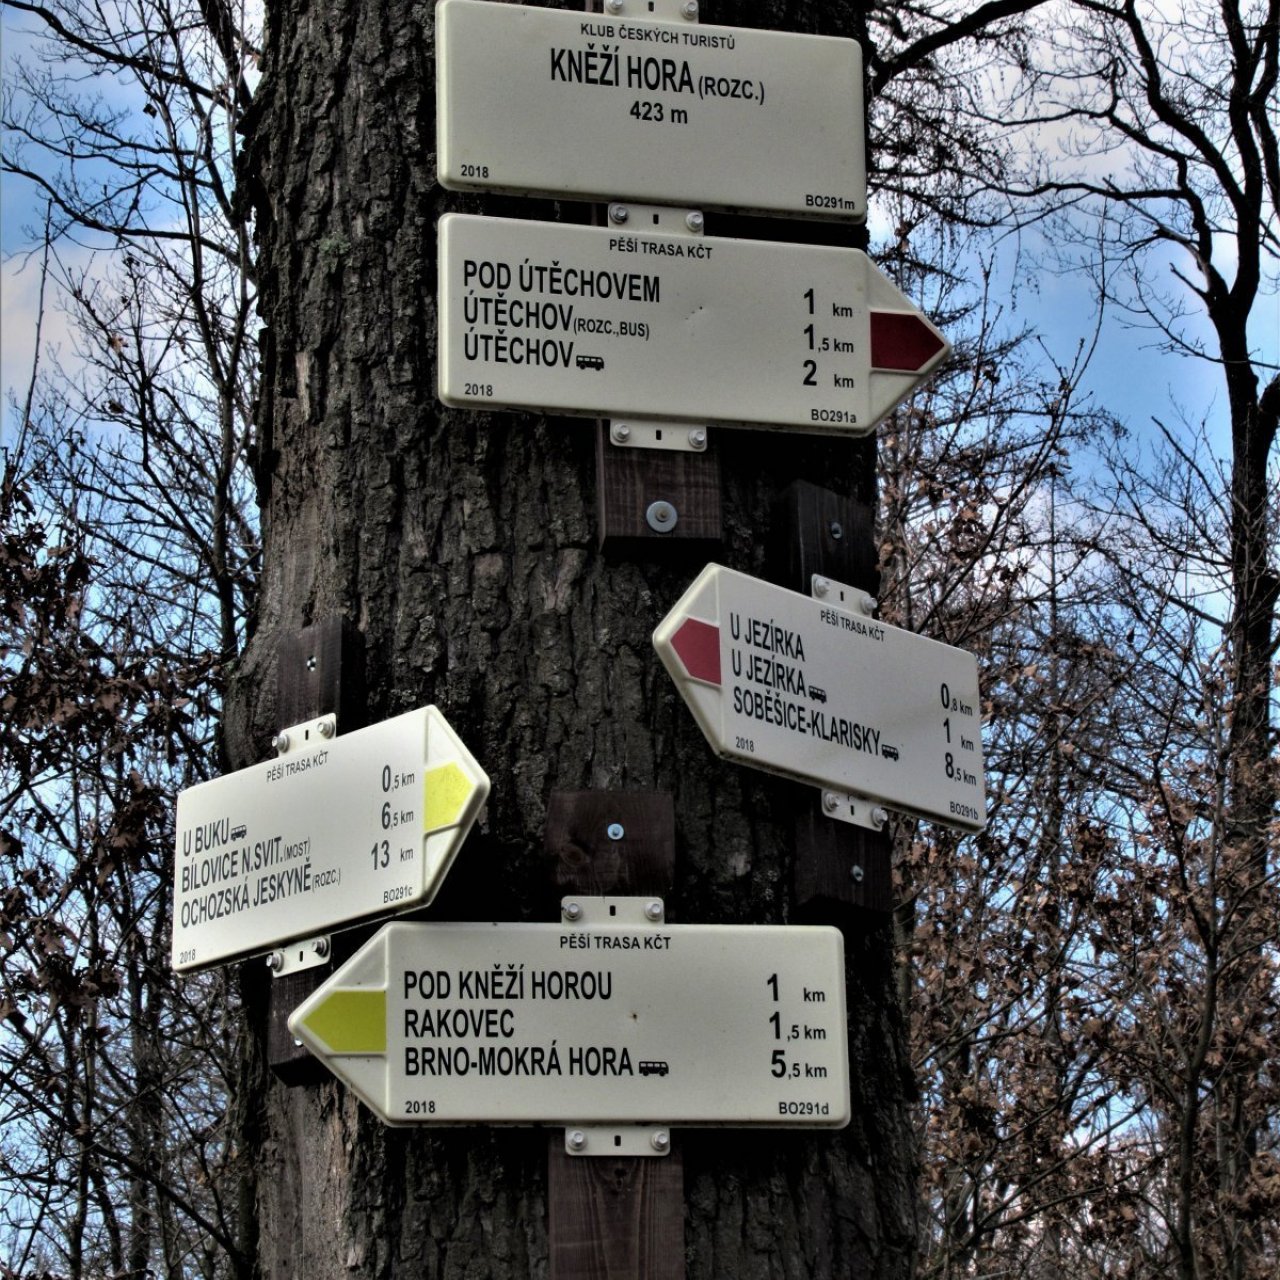 KLUB ČESKÝCH TURISTŮ
KNĚŽÍ HORA (ROZC.)
423 m
2018 BO291m
PĚŠÍ TRASA KČT
POD ÚTĚCHOVEM 1 km
ÚTĚCHOV (ROZC.,BUS) 1,5 km
ÚTĚCHOV 2 km
2018 BO291a
PĚŠÍ TRASA KČT
U JEZÍRKA 0,8 km
U JEZÍRKA 1 km
SOBĚŠICE-KLARISKY 8,5 km
2018 BO291b
PĚŠÍ TRASA KČT
U BUKU 0,5 km
BÍLOVICE N.SVIT. (MOST) 6,5 km
OCHOZSKÁ JESKYNĚ (ROZC.) 13 km
2018 BO291c
PĚŠÍ TRASA KČT
POD KNĚŽÍ HOROU 1 km
RAKOVEC 1,5 km
BRNO-MOKRÁ HORA 5,5 km
2018 BO291d